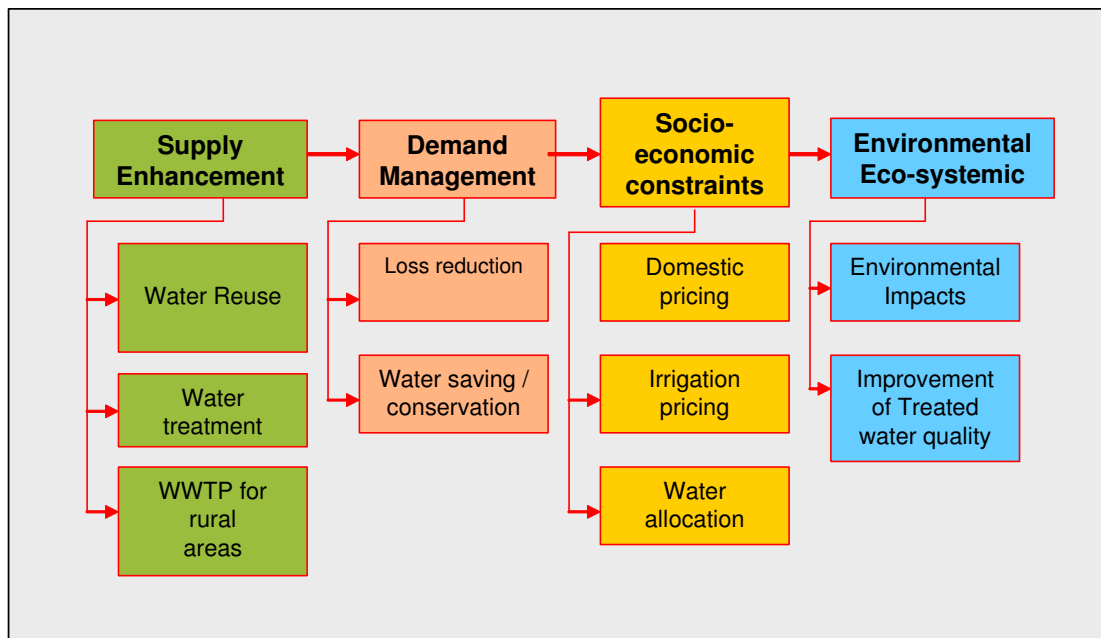 Supply
Enhancement
Demand
Management
Socio-
economic
constraints
Environmental
Eco-systemic
Water Reuse
Water
treatment
WWTP for
rural
areas
Loss reduction
Water saving /
conservation
Domestic
pricing
Irrigation
pricing
Water
allocation
Environmental
Impacts
Improvement
of Treated
water quality